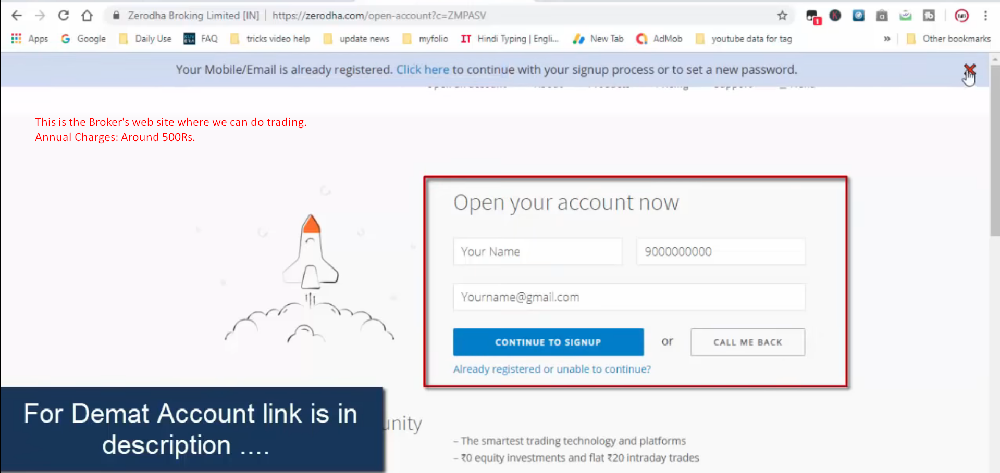 Zerodha Broking Limited [IN] | https://zerodha.com/open-account?c=ZMPASV
1
Apps Google Daily Use FAQ tricks video help update news myfolio IT Hindi Typing | Engli... New Tab AdMob youtube data for tag » Other bookmarks
Your Mobile/Email is already registered. Click here to continue with your signup process or to set a new password.
This is the Broker's web site where we can do trading.
Annual Charges: Around 500Rs.
Open your account now
Your Name 9000000000
Yourname@gmail.com
CONTINUE TO SIGNUP or CALL ME BACK
Already registered or unable to continue?
For Demat Account link is in
description ....
unity
– The smartest trading technology and platforms
– ₹0 equity investments and flat ₹20 intraday trades